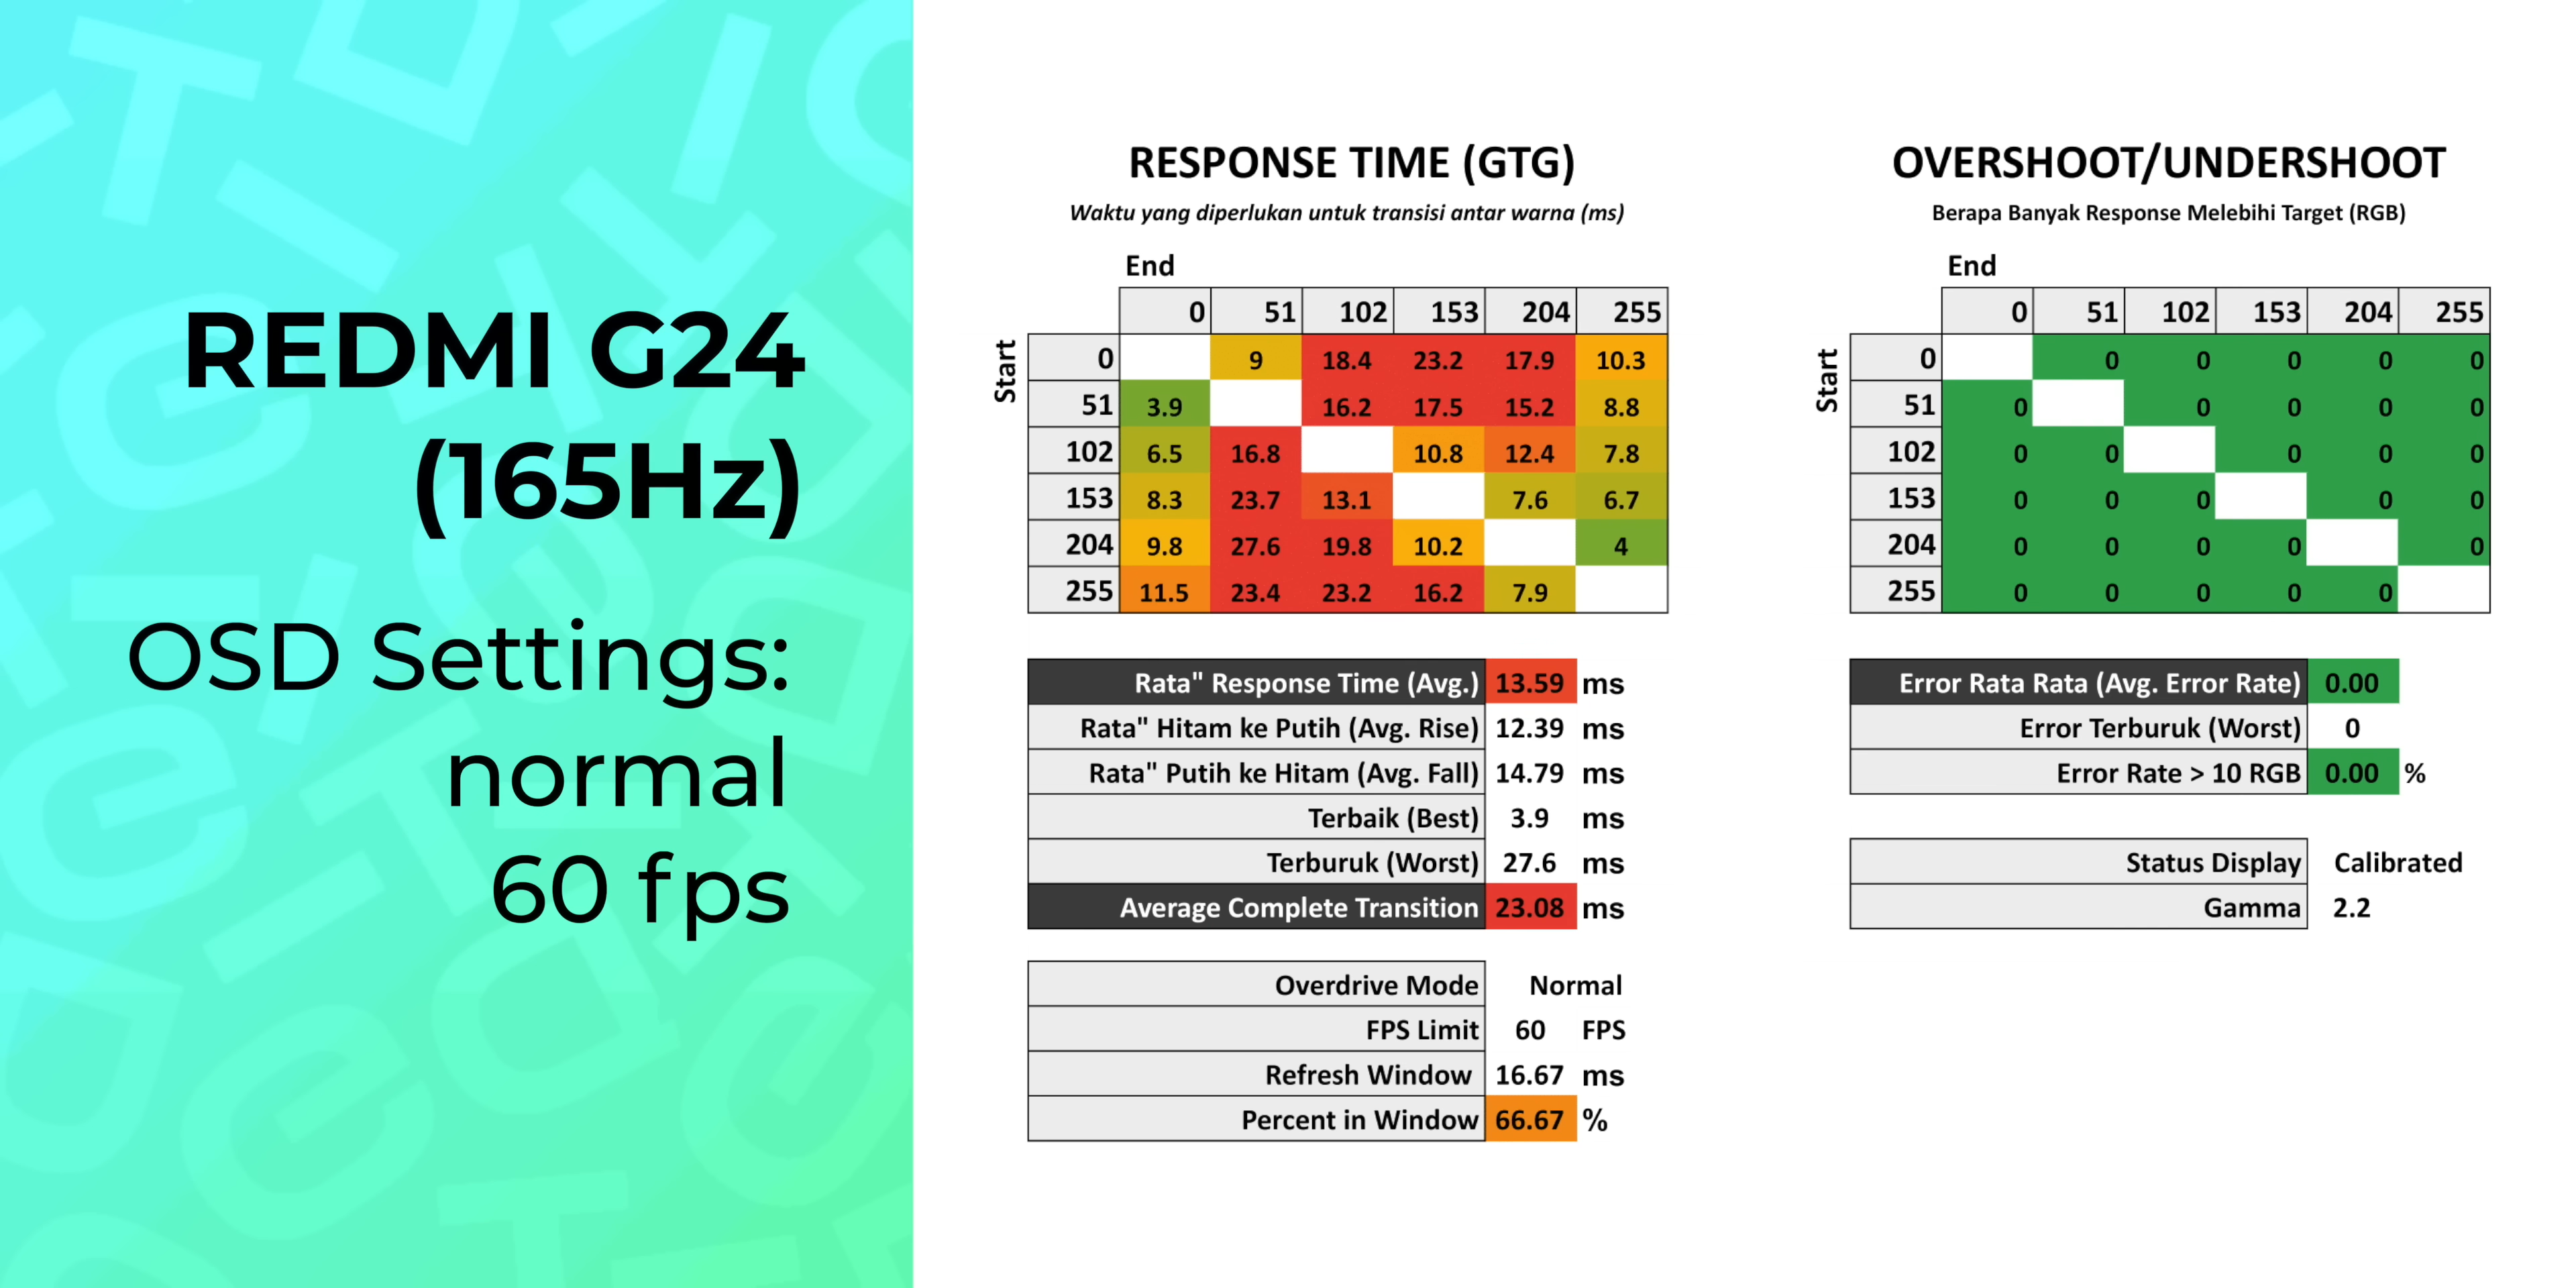 REDMI G24
(165Hz)
OSD Settings:
normal
60 fps
RESPONSE TIME (GTG)
Waktu yang diperlukan untuk transisi antar warna (ms)
End
Start
0 51 102 153 204 255
0 9 18.4 23.2 17.9 10.3
51 3.9 16.2 17.5 15.2 8.8
102 6.5 16.8 10.8 12.4 7.8
153 8.3 23.7 13.1 7.6 6.7
204 9.8 27.6 19.8 10.2 4
255 11.5 23.4 23.2 16.2 7.9
Rata" Response Time (Avg.) 13.59 ms
Rata" Hitam ke Putih (Avg. Rise) 12.39 ms
Rata" Putih ke Hitam (Avg. Fall) 14.79 ms
Terbaik (Best) 3.9 ms
Terburuk (Worst) 27.6 ms
Average Complete Transition 23.08 ms
Overdrive Mode Normal
FPS Limit 60 FPS
Refresh Window 16.67 ms
Percent in Window 66.67 %
OVERSHOOT/UNDERSHOOT
Berapa Banyak Response Melebihi Target (RGB)
End
Start
0 51 102 153 204 255
0 0 0 0 0 0
51 0 0 0 0 0
102 0 0 0 0 0
153 0 0 0 0 0
204 0 0 0 0 0
255 0 0 0 0 0
Error Rata Rata (Avg. Error Rate) 0.00
Error Terburuk (Worst) 0
Error Rate > 10 RGB 0.00 %
Status Display Calibrated
Gamma 2.2